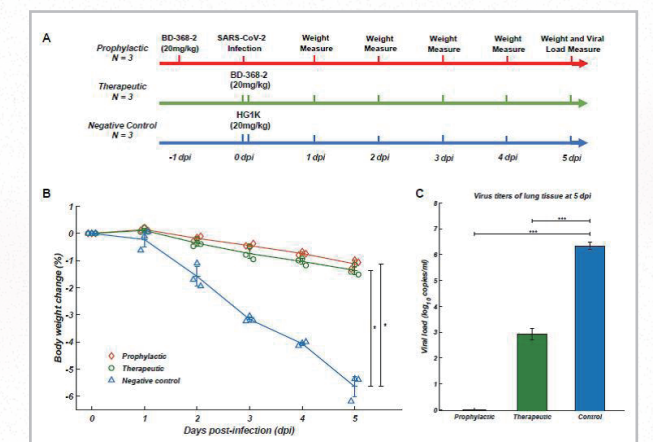 A
BD-368-2
(20mg/kg)
SARS-CoV-2
Infection
Weight
Measure
Weight
Measure
Weight
Measure
Weight
Measure
Weight and Viral
Load Measure
Prophylactic
N = 3
BD-368-2
(20mg/kg)
Therapeutic
N = 3
HG1K
(20mg/kg)
Negative Control
N = 3
-1 dpi
0 dpi
1 dpi
2 dpi
3 dpi
4 dpi
5 dpi
B
Body weight change (%)
1
0
-1
-2
-3
-4
-5
-6
Prophylactic
Therapeutic
Negative control
* *
0 1 2 3 4 5
Days post-infection (dpi)
C
Virus titers of lung tissue at 5 dpi
Viral load (log10 copies/ml)
8
7
6
5
4
3
2
1
0
***
***
Prophylactic Therapeutic Control